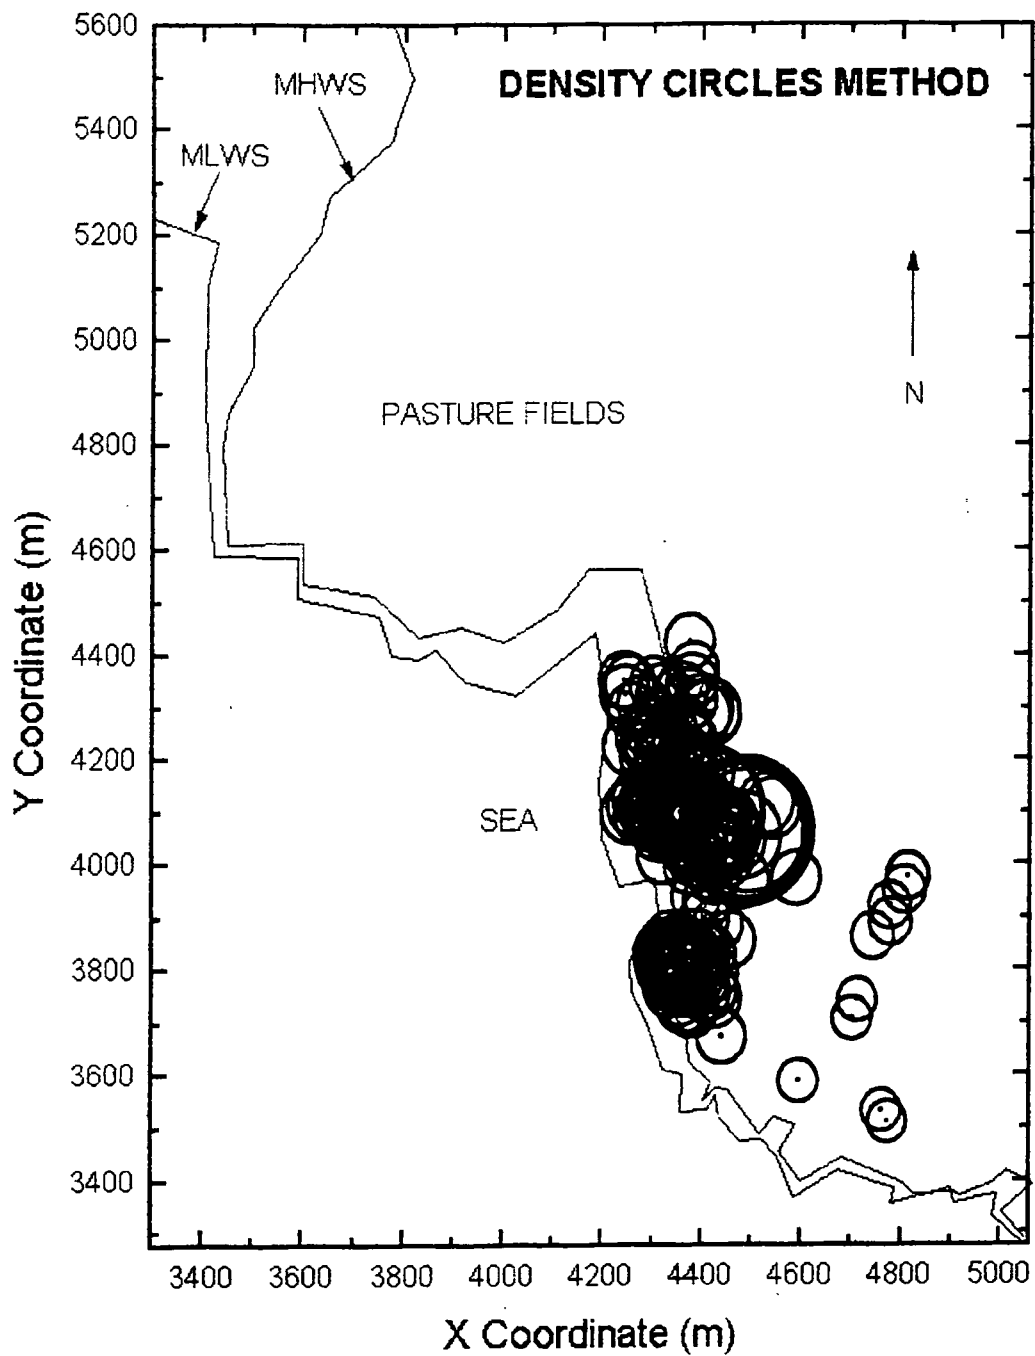 DENSITY CIRCLES METHOD
MHWS
MLWS
N
PASTURE FIELDS
SEA
5600
5400
5200
5000
4800
4600
4400
4200
4000
3800
3600
3400
Y Coordinate (m)
3400 3600 3800 4000 4200 4400 4600 4800 5000
X Coordinate (m)